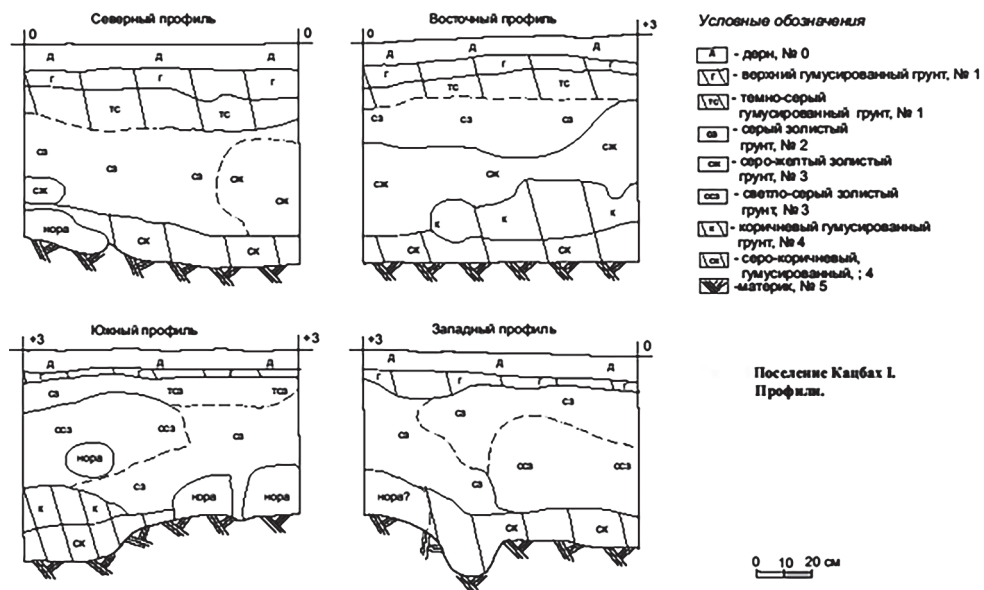 Северный профиль
0
0
Д Д Д
Г Г Г
ТС ТС
СЗ СЗ СЗ СЖ
СЖ СЖ
нора СК СК
Восточный профиль
0
+3
Д Д Д
Г Г
ТС ТС
СЗ СЗ СЗ
СЖ СЖ СЖ
К К К
СК СК
Южный профиль
+3
+3
Д Д
СЗ ТСЗ ТСЗ
ССЗ ССЗ СЗ
нора
СЗ
К К нора нора
СК
Западный профиль
0
Д Д
Г Г Г
СЗ СЗ
СЗ
ССЗ ССЗ
нора? СЗ
СК СК
Условные обозначения
Д - дерн, № 0
Г - верхний гумусированный грунт, № 1
ТС - темно-серый
гумусированный грунт, № 1
СЗ - серый золистый
грунт, № 2
СЖ - серо-желтый золистый
грунт, № 3
ССЗ - светло-серый золистый
грунт, № 3
К - коричневый гумусированный
грунт, № 4
СК - серо-коричневый,
гумусированный, ; 4
-материк, № 5
Поселение Кацбах I.
Профили.
0 10 20 см